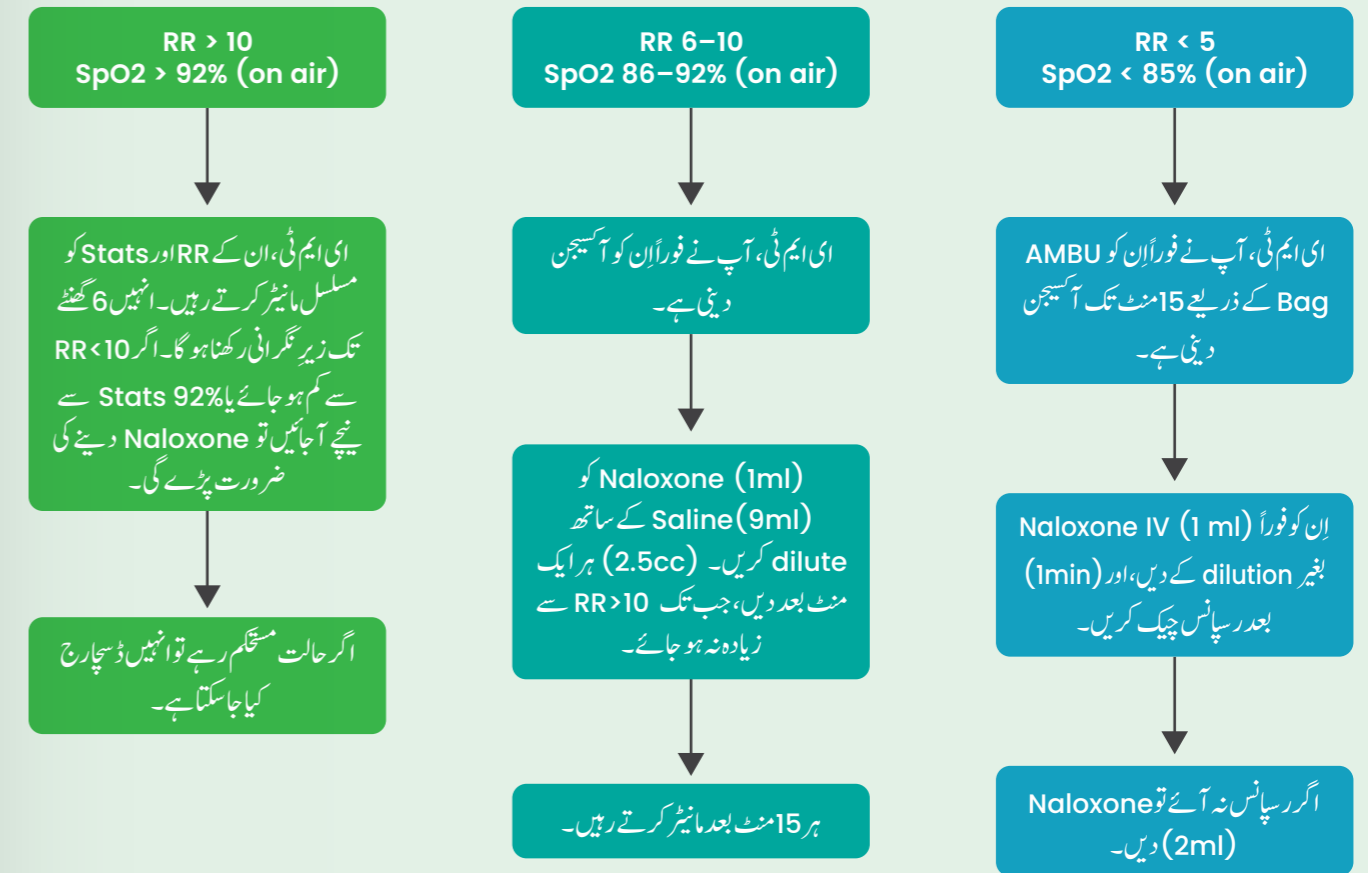 RR > 10
SpO2 > 92% (on air)
ای ایم ٹی، ان کے RR اور Stats کو
مسلسل مانیٹر کرتے رہیں۔ انہیں 6 گھنٹے
تک زیرِ نگرانی رکھنا ہو گا۔ اگر RR<10
سے کم ہو جائے یا Stats 92% سے
نیچے آ جائیں تو Naloxone دینے کی
ضرورت پڑے گی۔
اگر حالت مستحکم رہے تو انہیں ڈسچارج
کیا جا سکتا ہے۔
RR 6–10
SpO2 86–92% (on air)
ای ایم ٹی، آپ نے فوراً اِن کو آکسیجن
دینی ہے۔
Naloxone (1ml) کو
Saline(9ml) کے ساتھ
dilute کریں۔ (2.5cc) ہر ایک
منٹ بعد دیں، جب تک RR>10 سے
زیادہ نہ ہو جائے۔
ہر 15 منٹ بعد مانیٹر کرتے رہیں۔
RR < 5
SpO2 < 85% (on air)
ای ایم ٹی، آپ نے فوراً اِن کو AMBU
Bag کے ذریعے 15 منٹ تک آکسیجن
دینی ہے۔
اِن کو فوراً Naloxone IV (1 ml)
بغیر dilution کے دیں، اور (1min)
بعد رسپانس چیک کریں۔
اگر رسپانس نہ آئے تو Naloxone
(2ml) دیں۔